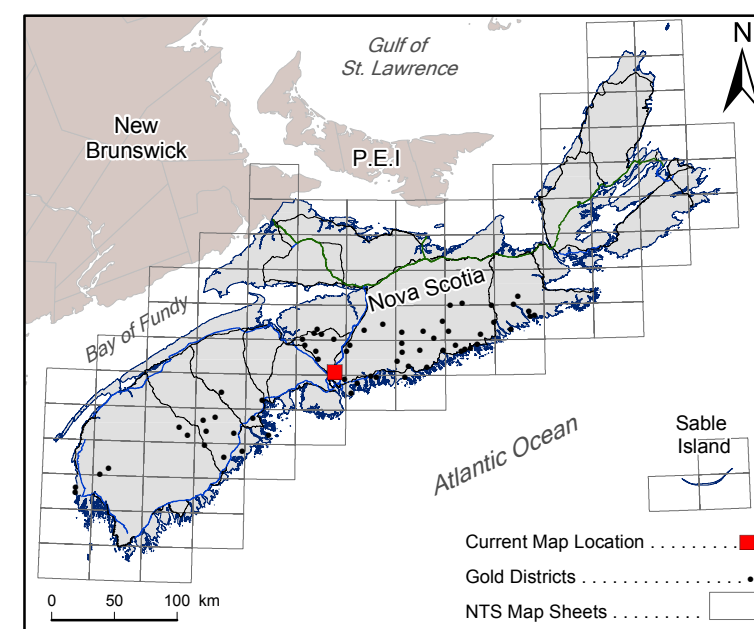 Gulf of
St. Lawrence
N
New
Brunswick
P.E.I
Nova Scotia
Bay of Fundy
Sable
Island
Atlantic Ocean
Current Map Location . . . . . . . . .
Gold Districts . . . . . . . . . . . . . . . .
NTS Map Sheets . . . . . . . . .
0 50 100 km